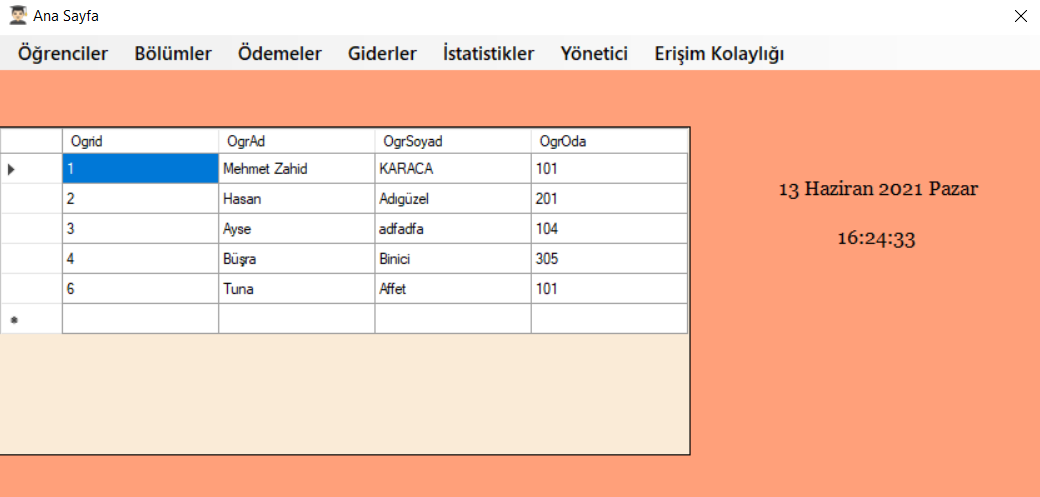 Ana Sayfa
Öğrenciler Bölümler Ödemeler Giderler İstatistikler Yönetici Erişim Kolaylığı
Ogrid OgrAd OgrSoyad OgrOda
1 Mehmet Zahid KARACA 101
2 Hasan Adıgüzel 201
3 Ayse adfadfa 104
4 Büşra Binici 305
6 Tuna Affet 101
13 Haziran 2021 Pazar
16:24:33